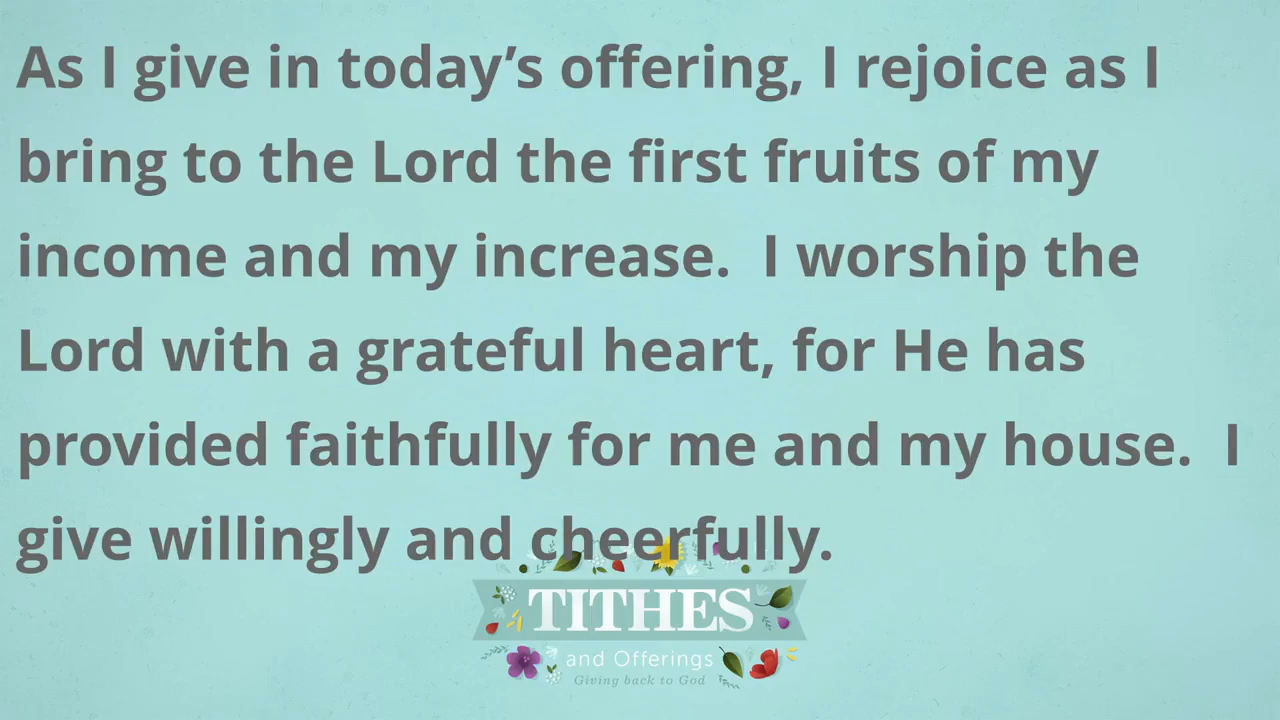 As I give in today’s offering, I rejoice as I
bring to the Lord the first fruits of my
income and my increase.  I worship the
Lord with a grateful heart, for He has
provided faithfully for me and my house.  I
give willingly and cheerfully.
TITHES
and Offerings
Giving back to God